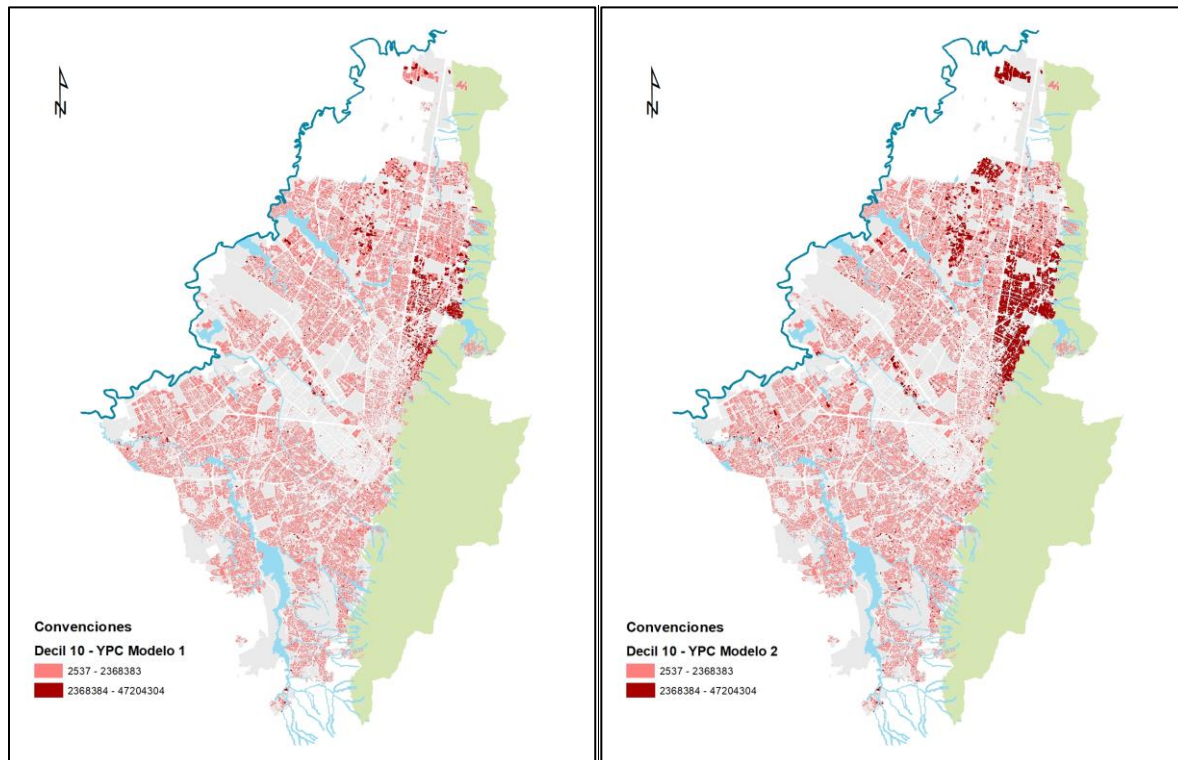 N
Convenciones
Decil 10 - YPC Modelo 1
2537 - 2368383
2368384 - 47204304
N
Convenciones
Decil 10 - YPC Modelo 2
2537 - 2368383
2368384 - 47204304